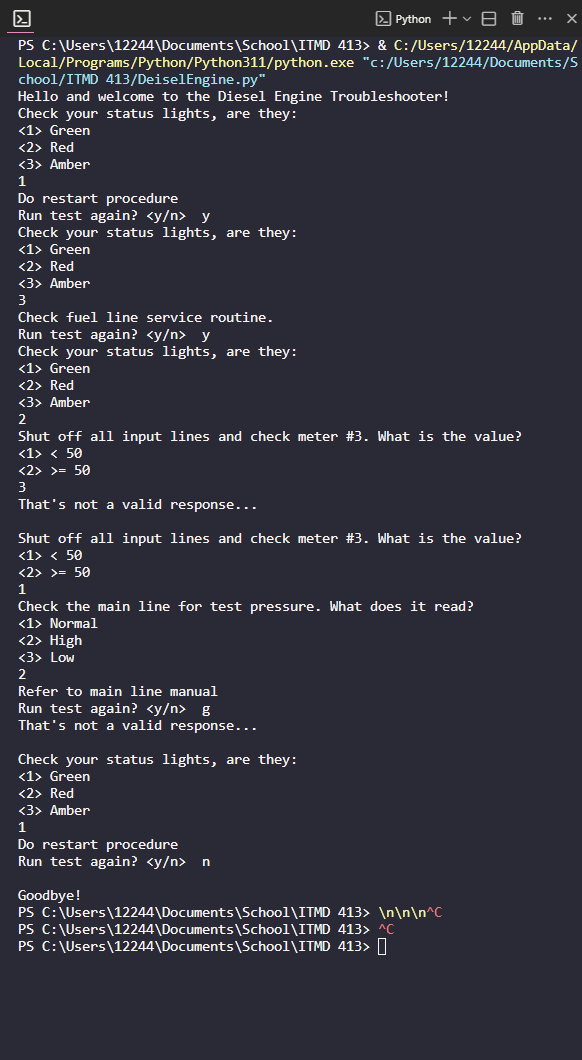 Python
PS C:\Users\12244\Documents\School\ITMD 413> & C:/Users/12244/AppData/
Local/Programs/Python/Python311/python.exe "c:/Users/12244/Documents/S
chool/ITMD 413/DeiselEngine.py"
Hello and welcome to the Diesel Engine Troubleshooter!
Check your status lights, are they:
<1> Green
<2> Red
<3> Amber
1
Do restart procedure
Run test again? <y/n>  y
Check your status lights, are they:
<1> Green
<2> Red
<3> Amber
3
Check fuel line service routine.
Run test again? <y/n>  y
Check your status lights, are they:
<1> Green
<2> Red
<3> Amber
2
Shut off all input lines and check meter #3. What is the value?
<1> < 50
<2> >= 50
3
That's not a valid response...

Shut off all input lines and check meter #3. What is the value?
<1> < 50
<2> >= 50
1
Check the main line for test pressure. What does it read?
<1> Normal
<2> High
<3> Low
2
Refer to main line manual
Run test again? <y/n>  g
That's not a valid response...

Check your status lights, are they:
<1> Green
<2> Red
<3> Amber
1
Do restart procedure
Run test again? <y/n>  n

Goodbye!
PS C:\Users\12244\Documents\School\ITMD 413> \n\n\n^C
PS C:\Users\12244\Documents\School\ITMD 413> ^C
PS C:\Users\12244\Documents\School\ITMD 413>